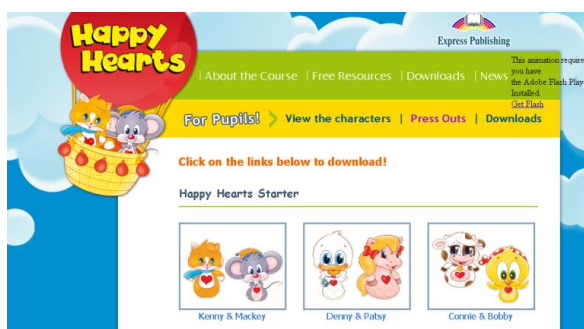 Happy
Hearts
Express Publishing
This animation require
you have
the Adobe Flash Playe
Installed.
Get Flash
| About the Course | Free Resources | Downloads | News
For Pupils! View the characters | Press Outs | Downloads
Click on the links below to download!
Happy Hearts Starter
Kenny & Mackey
Denny & Patsy
Connie & Bobby